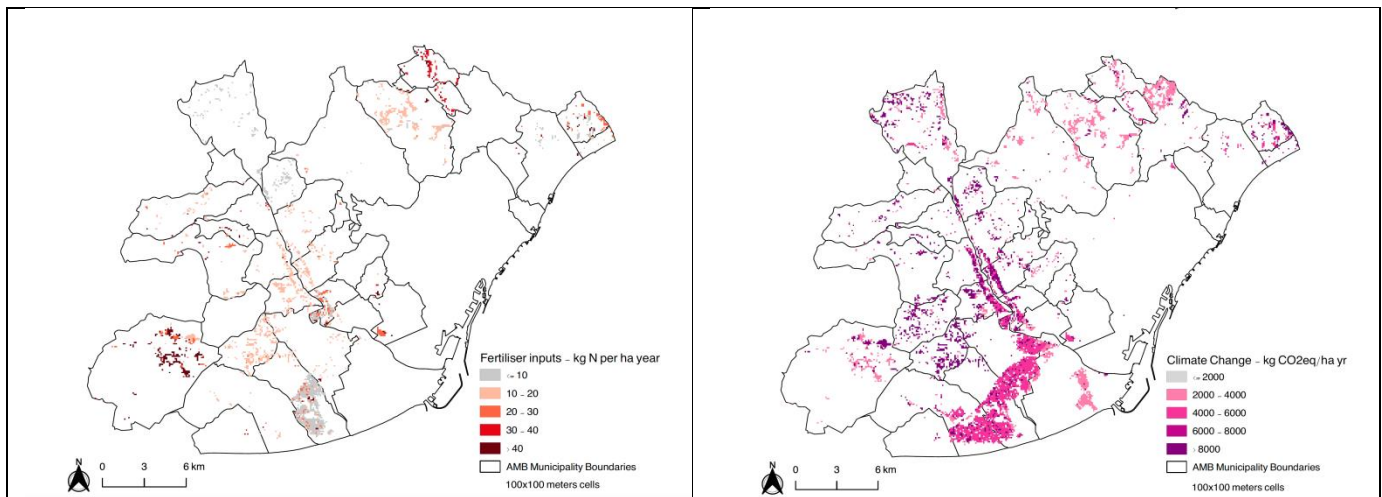 Fertiliser inputs – kg N per ha year
<= 10
10 – 20
20 – 30
30 – 40
40
AMB Municipality Boundaries
100x100 meters cells
N
0 3 6 km
Climate Change – kg CO2eq/ha yr
<= 2000
2000 – 4000
4000 – 6000
6000 – 8000
8000
AMB Municipality Boundaries
100x100 meters cells
N
0 3 6 km